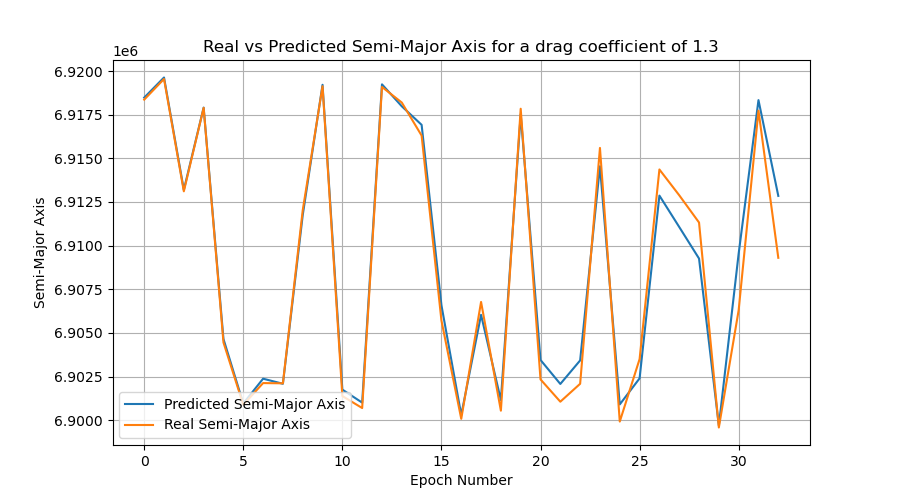 Real vs Predicted Semi-Major Axis for a drag coefficient of 1.3
1e6
6.9200
6.9175
6.9150
6.9125
6.9100
6.9075
6.9050
6.9025
6.9000
Semi-Major Axis
Predicted Semi-Major Axis
Real Semi-Major Axis
0 5 10 15 20 25 30
Epoch Number